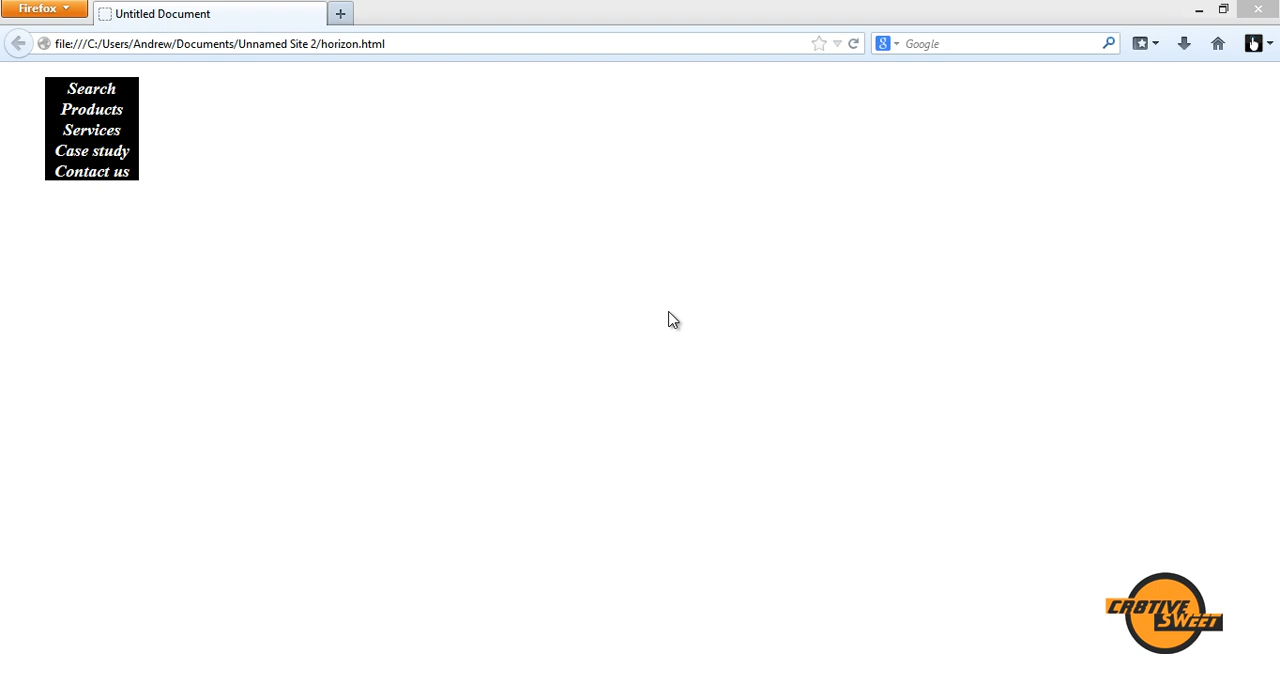 Firefox
Untitled Document
file:///C:/Users/Andrew/Documents/Unnamed Site 2/horizon.html
Google
Search
Products
Services
Case study
Contact us
CR8TIVE
SWEET